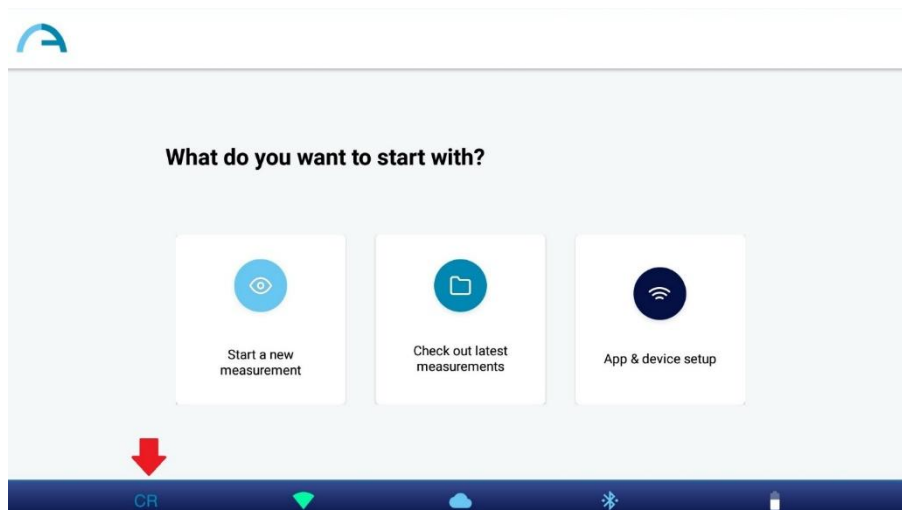 What do you want to start with?
Start a new
measurement
Check out latest
measurements
App & device setup
CR